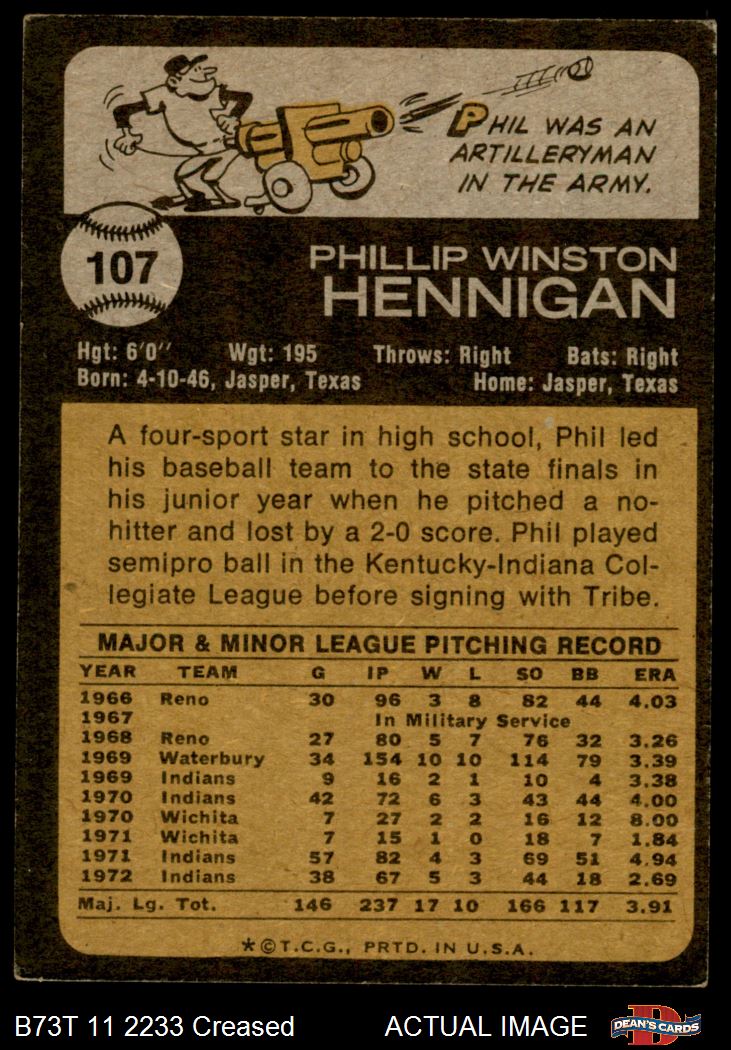 PHIL WAS AN
ARTILLERYMAN
IN THE ARMY.
107
PHILLIP WINSTON
HENNIGAN
Hgt: 6'0" Wgt: 195 Throws: Right Bats: Right
Born: 4-10-46, Jasper, Texas Home: Jasper, Texas
A four-sport star in high school, Phil led
his baseball team to the state finals in
his junior year when he pitched a no-
hitter and lost by a 2-0 score. Phil played
semipro ball in the Kentucky-Indiana Col-
legiate League before signing with Tribe.
MAJOR & MINOR LEAGUE PITCHING RECORD
YEAR TEAM G IP W L SO BB ERA
1966 Reno 30 96 3 8 82 44 4.03
1967 In Military Service
1968 Reno 27 80 5 7 76 32 3.26
1969 Waterbury 34 154 10 10 114 79 3.39
1969 Indians 9 16 2 1 10 4 3.38
1970 Indians 42 72 6 3 43 44 4.00
1970 Wichita 7 27 2 2 16 12 8.00
1971 Wichita 7 15 1 0 18 7 1.84
1971 Indians 57 82 4 3 69 51 4.94
1972 Indians 38 67 5 3 44 18 2.69
Maj. Lg. Tot. 146 237 17 10 166 117 3.91
*©T.C.G., PRTD. IN U.S.A.
B73T 11 2233 Creased ACTUAL IMAGE DEAN'S CARDS